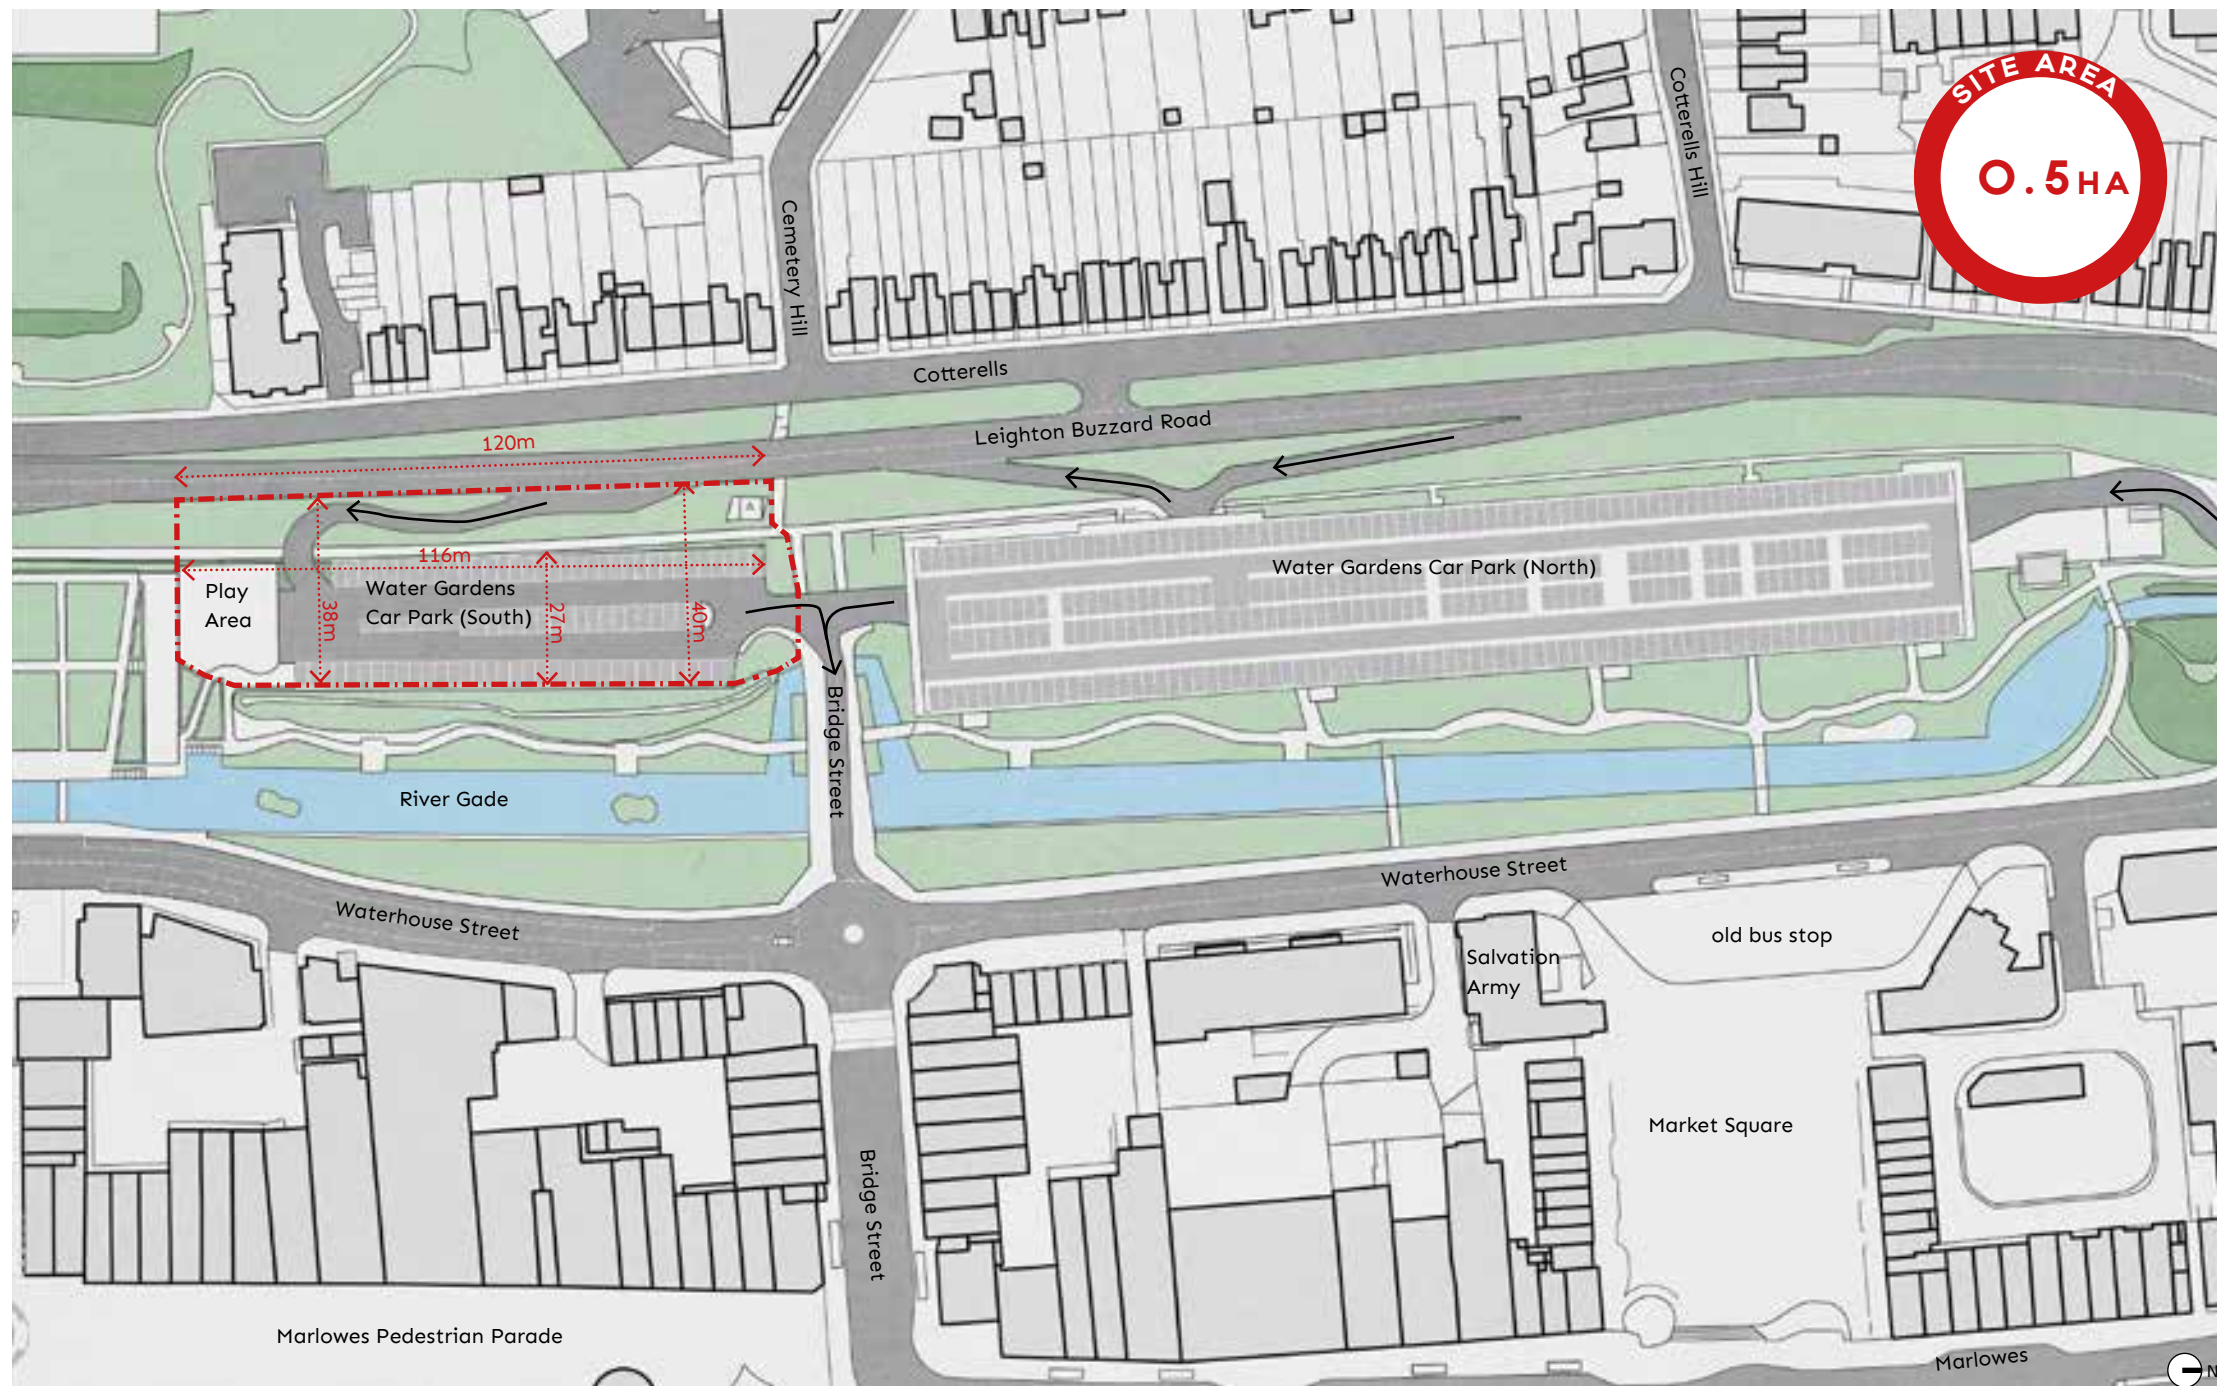 SITE AREA
0.5HA
Cotterells Hill
Cemetery Hill
Cotterells
Leighton Buzzard Road
120m
A
116m
Water Gardens Car Park (North)
Play
Area
Water Gardens
Car Park (South)
38m
27m
40m
Bridge Street
River Gade
Waterhouse Street
Waterhouse Street
old bus stop
Salvation
Army
Market Square
Bridge Street
Marlowes Pedestrian Parade
Marlowes
N